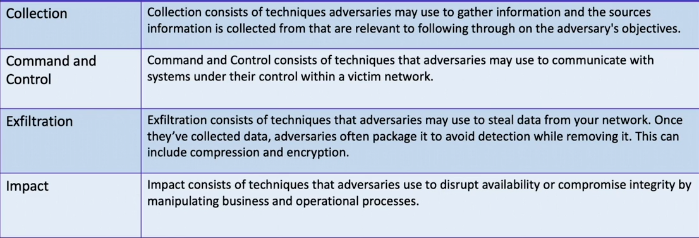 Collection
Collection consists of techniques adversaries may use to gather information and the sources
information is collected from that are relevant to following through on the adversary's objectives.
Command and
Control
Command and Control consists of techniques that adversaries may use to communicate with
systems under their control within a victim network.
Exfiltration
Exfiltration consists of techniques that adversaries may use to steal data from your network. Once
they've collected data, adversaries often package it to avoid detection while removing it. This can
include compression and encryption.
Impact
Impact consists of techniques that adversaries use to disrupt availability or compromise integrity by
manipulating business and operational processes.